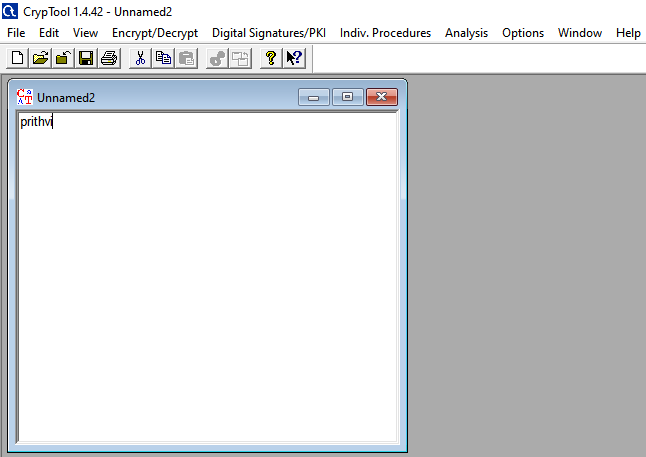 CrypTool 1.4.42 - Unnamed2
File Edit View Encrypt/Decrypt Digital Signatures/PKI Indiv. Procedures Analysis Options Window Help
Unnamed2
prithvi